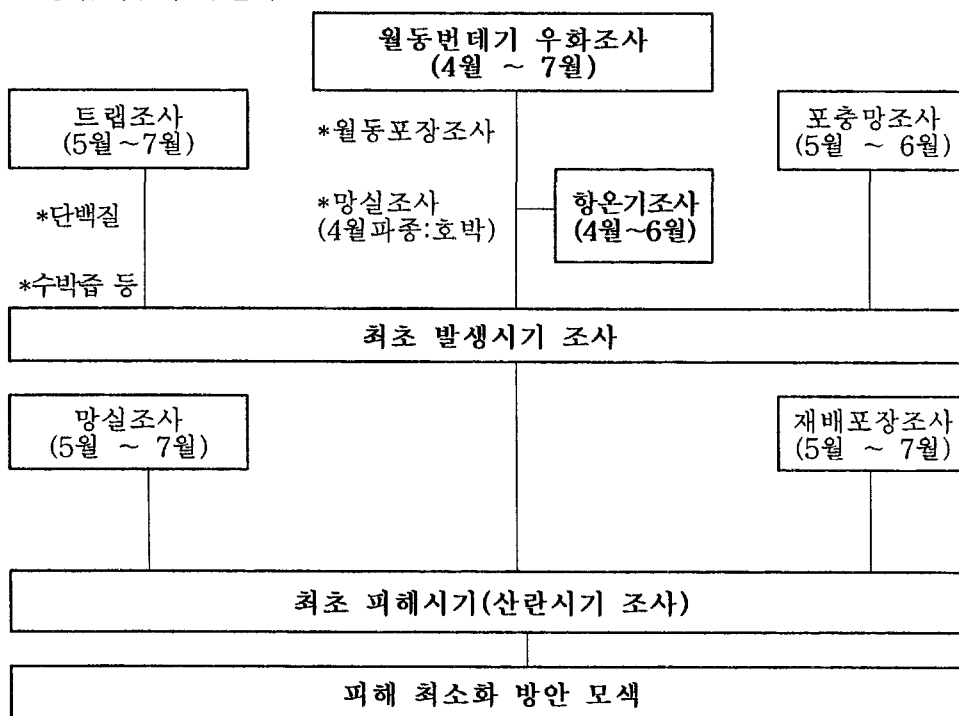 월동번데기 우화조사
(4월 ~ 7월)
트랩조사
(5월~7월)
*월동포장조사
포충망조사
(5월 ~ 6월)
*단백질
*망실조사
(4월파종:호박)
항온기조사
(4월~6월)
*수박즙 등
최초 발생시기 조사
망실조사
(5월 ~ 7월)
재배포장조사
(5월 ~ 7월)
최초 피해시기(산란시기 조사)
피해 최소화 방안 모색